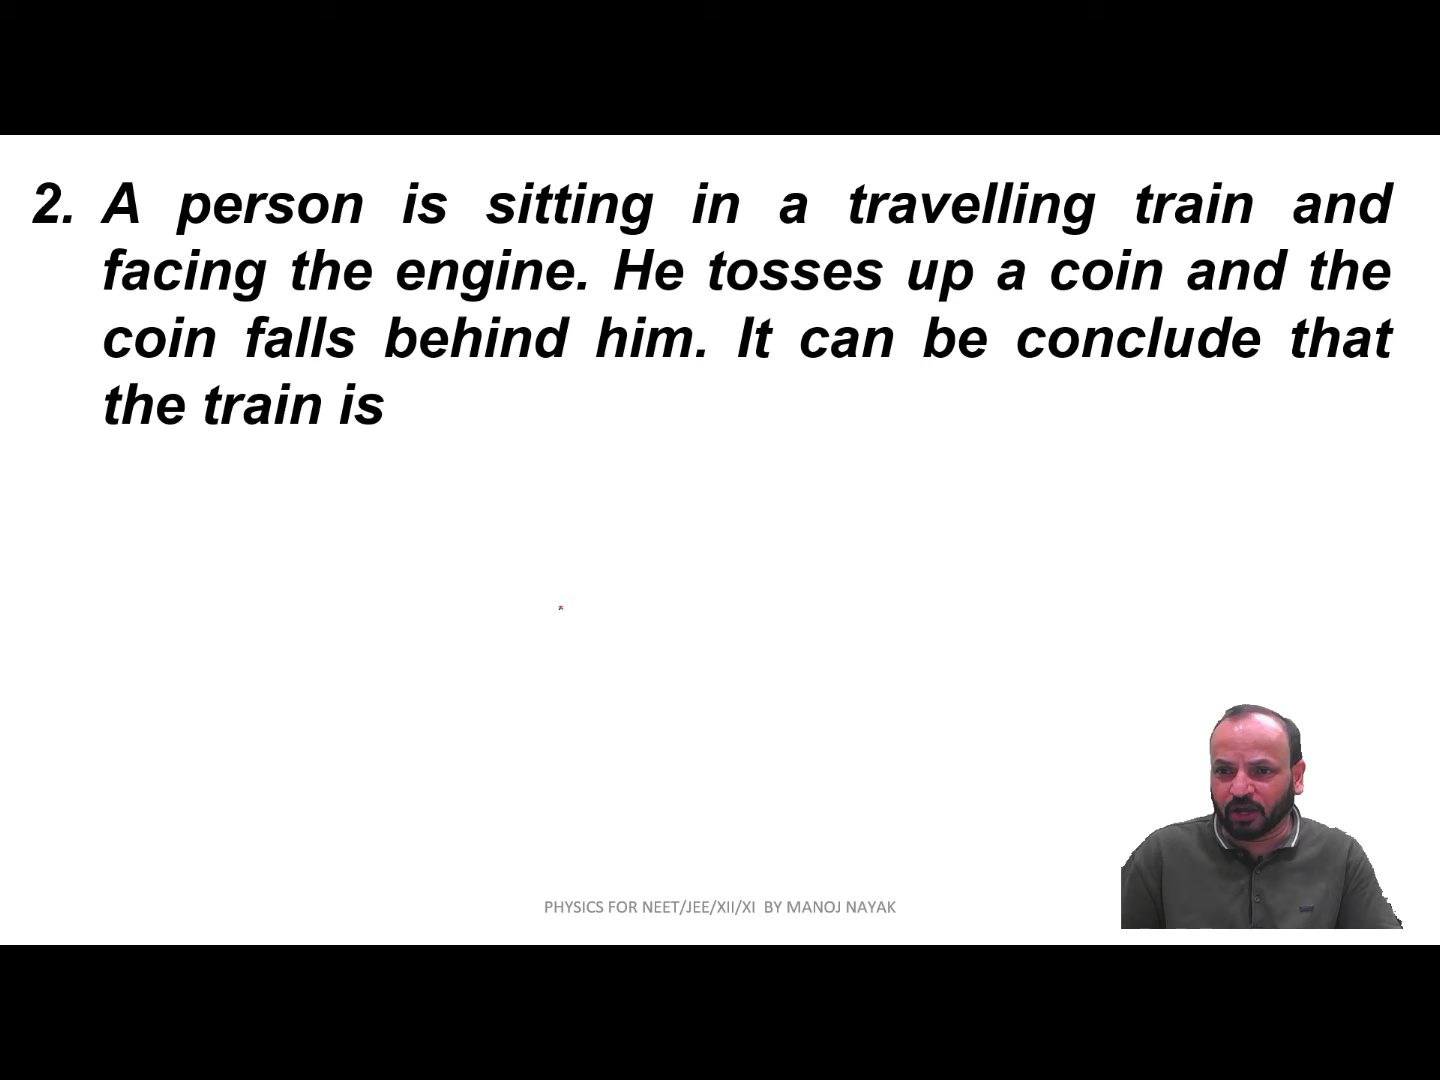 2. A person is sitting in a travelling train and
facing the engine. He tosses up a coin and the
coin falls behind him. It can be conclude that
the train is
PHYSICS FOR NEET/JEE/XII/XI BY MANOJ NAYAK